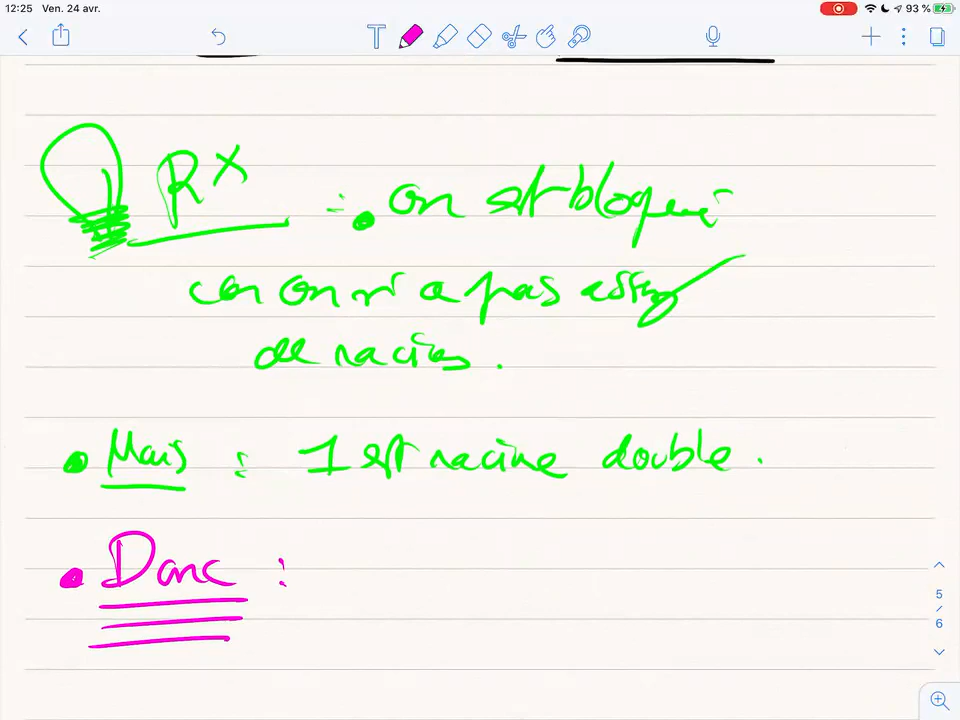 12:25 Ven. 24 avr. 93 %
T
RX : • on est bloqué
car on n'a pas assez
de racines.
• Mais : 1 est racine double.
• Donc :
5
/
6